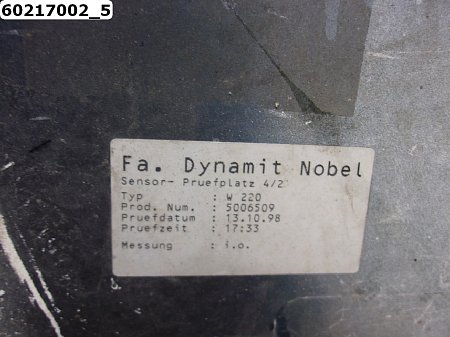 60217002_5
Fa. Dynamit Nobel
Sensor- Pruefplatz 4/2
Typ : W 220
Prod. Num. : 5006509
Pruefdatum : 13.10.98
Pruefzeit : 17:33
Messung : i.o.